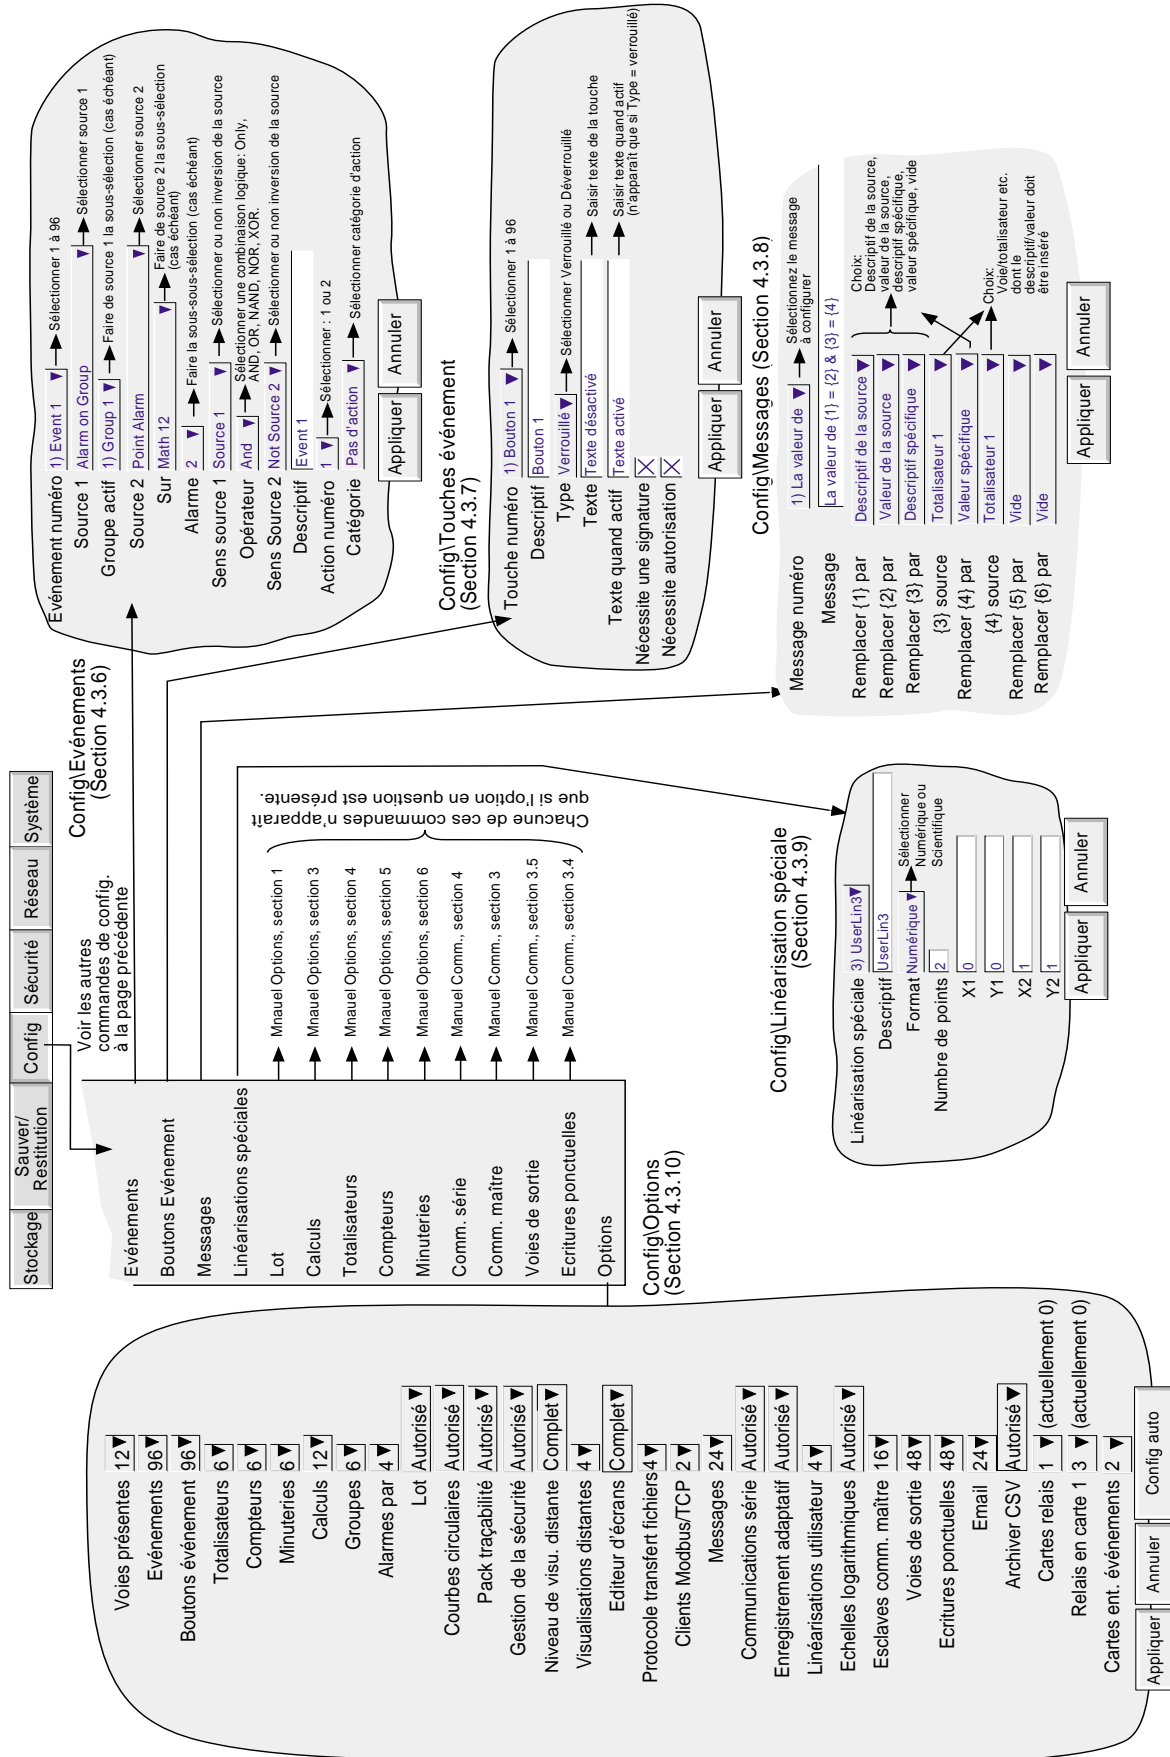 Stockage
Sauver/
Restitution
Config
Sécurité
Réseau
Système
Voir les autres
commandes de config.
à la page précédente
Evénements
Boutons Evénement
Messages
Linéarisations spéciales
Lot
Calculs
Totalisateurs
Compteurs
Minuteries
Comm. série
Comm. maître
Voies de sortie
Ecritures ponctuelles
Options
Mnauel Options, section 1
Mnauel Options, section 3
Mnauel Options, section 4
Mnauel Options, section 5
Mnauel Options, section 6
Manuel Comm., section 4
Manuel Comm., section 3
Manuel Comm., section 3.5
Manuel Comm., section 3.4
Chacune de ces commandes n'apparaît
que si l'option en question est présente.
Config\Evénements
(Section 4.3.6)
Evénement numéro 1) Event 1 Sélectionner 1 à 96
Source 1 Alarm on Group Sélectionner source 1
Groupe actif 1) Group 1 Faire de source 1 la sous-sélection (cas échéant)
Source 2 Point Alarm Sélectionner source 2
Sur Math 12 Faire de source 2 la sous-sélection
(cas échéant)
Alarme 2 Faire la sous-sous-sélection (cas échéant)
Sens source 1 Source 1 Sélectionner ou non inversion de la source
Opérateur And Sélectionner une combinaison logique: Only,
AND, OR, NAND, NOR, XOR.
Sens Source 2 Not Source 2 Sélectionner ou non inversion de la source
Descriptif Event 1
Action numéro 1 Sélectionner : 1 ou 2
Catégorie Pas d'action Sélectionner catégorie d'action
Appliquer Annuler
Config\Touches événement
(Section 4.3.7)
Touche numéro 1) Bouton 1 Sélectionner 1 à 96
Descriptif Bouton 1
Type Verrouillé Sélectionner Verrouillé ou Déverrouillé
Texte Texte désactivé Saisir texte de la touche
Texte quand actif Texte activé Saisir texte quand actif
(n'apparaît que si Type = verrouillé)
Nécessite une signature
Nécessite autorisation
Appliquer Annuler
Config\Messages (Section 4.3.8)
Message numéro 1) La valeur de Sélectionnez le message
à configurer
Message La valeur de {1} = {2} & {3} = {4}
Remplacer {1} par Descriptif de la source
Remplacer {2} par Valeur de la source
Remplacer {3} par Descriptif spécifique
{3} source Totalisateur 1
Remplacer {4} par Valeur spécifique
{4} source Totalisateur 1
Remplacer {5} par Vide
Remplacer {6} par Vide
Choix:
Descriptif de la source,
valeur de la source,
descriptif spécifique,
valeur spécifique, vide
Choix:
Voie/totalisateur etc.
dont le
descriptif/valeur doit
être inséré
Appliquer Annuler
Config\Linéarisation spéciale
(Section 4.3.9)
Linéarisation spéciale 3) UserLin3
Descriptif UserLin3
Format Numérique Sélectionner
Numérique ou
Scientifique
Nombre de points 2
X1 0
Y1 0
X2 1
Y2 1
Appliquer Annuler
Config\Options
(Section 4.3.10)
Voies présentes 12
Evénements 96
Boutons événement 96
Totalisateurs 6
Compteurs 6
Minuteries 6
Calculs 12
Groupes 6
Alarmes par 4
Lot Autorisé
Courbes circulaires Autorisé
Pack traçabilité Autorisé
Gestion de la sécurité Autorisé
Niveau de visu. distante Complet
Visualisations distantes 4
Editeur d'écrans Complet
Protocole transfert fichiers 4
Clients Modbus/TCP 2
Messages 24
Communications série Autorisé
Enregistrement adaptatif Autorisé
Linéarisations utilisateur 4
Echelles logarithmiques Autorisé
Esclaves comm. maître 16
Voies de sortie 48
Ecritures ponctuelles 48
Email 24
Archiver CSV Autorisé
Cartes relais 1 (actuellement 0)
Relais en carte 1 3 (actuellement 0)
Cartes ent. événements 2
Appliquer Annuler Config auto